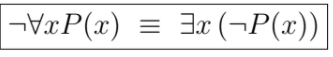 ¬∀xP(x) ≡ ∃x (¬P(x))